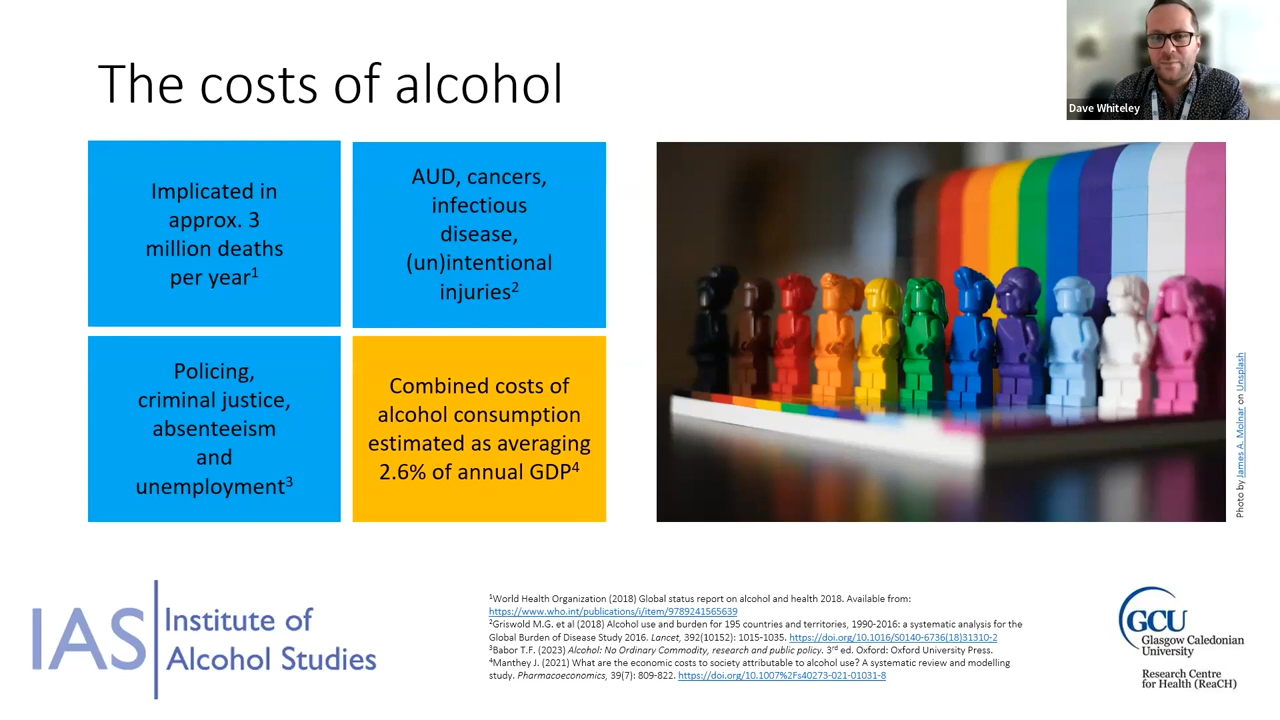 The costs of alcohol
Dave Whiteley
Implicated in
approx. 3
million deaths
per year¹
AUD, cancers,
infectious
disease,
(un)intentional
injuries²
Policing,
criminal justice,
absenteeism
and
unemployment³
Combined costs of
alcohol consumption
estimated as averaging
2.6% of annual GDP⁴
Photo by James A. Molnar on Unsplash
IAS
Institute of
Alcohol Studies
¹World Health Organization (2018) Global status report on alcohol and health 2018. Available from:
https://www.who.int/publications/i/item/9789241565639
²Griswold M.G. et al (2018) Alcohol use and burden for 195 countries and territories, 1990-2016: a systematic analysis for the
Global Burden of Disease Study 2016. Lancet, 392(10152): 1015-1035. https://doi.org/10.1016/S0140-6736(18)31310-2
³Babor T.F. (2023) Alcohol: No Ordinary Commodity, research and public policy. 3rd ed. Oxford: Oxford University Press.
⁴Manthey J. (2021) What are the economic costs to society attributable to alcohol use? A systematic review and modelling
study. Pharmacoeconomics, 39(7): 809-822. https://doi.org/10.1007%2Fs40273-021-01031-8
GCU
Glasgow Caledonian
University
Research Centre
for Health (ReaCH)